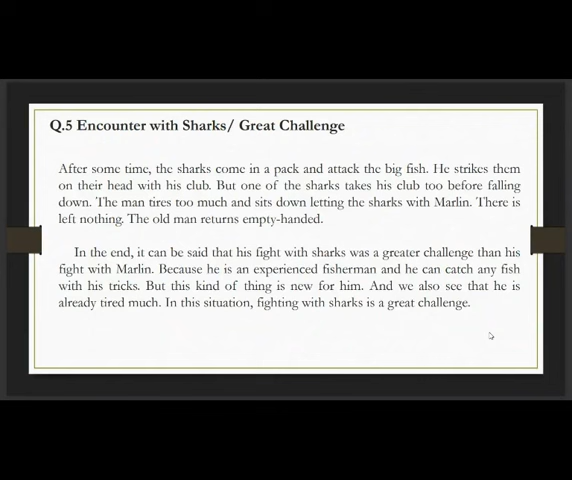 Q.5 Encounter with Sharks/ Great Challenge
After some time, the sharks come in a pack and attack the big fish. He strikes them
on their head with his club. But one of the sharks takes his club too before falling
down. The man tires too much and sits down letting the sharks with Marlin. There is
left nothing. The old man returns empty-handed.
In the end, it can be said that his fight with sharks was a greater challenge than his
fight with Marlin. Because he is an experienced fisherman and he can catch any fish
with his tricks. But this kind of thing is new for him. And we also see that he is
already tired much. In this situation, fighting with sharks is a great challenge.